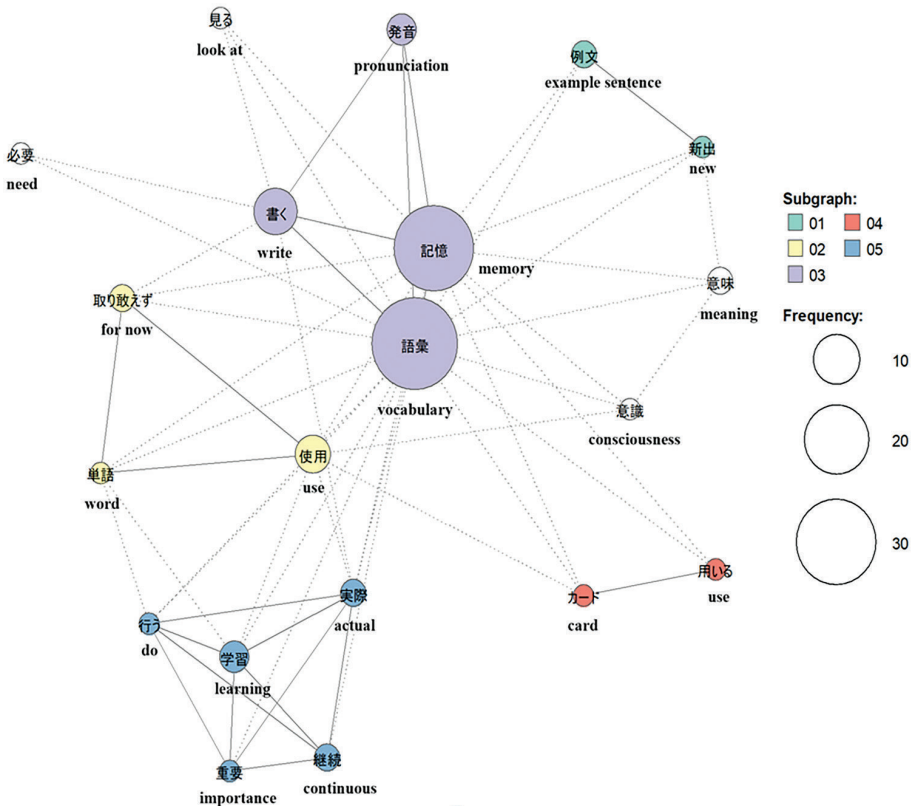 見る
look at
発音
pronunciation
例文
example sentence
新出
new
必要
need
書く
write
記憶
memory
意味
meaning
取り敢えず
for now
語彙
vocabulary
意識
consciousness
使用
use
単語
word
カード
card
用いる
use
実際
actual
行う
do
学習
learning
継続
continuous
重要
importance
Subgraph:
01
04
02
05
03
Frequency:
10
20
30